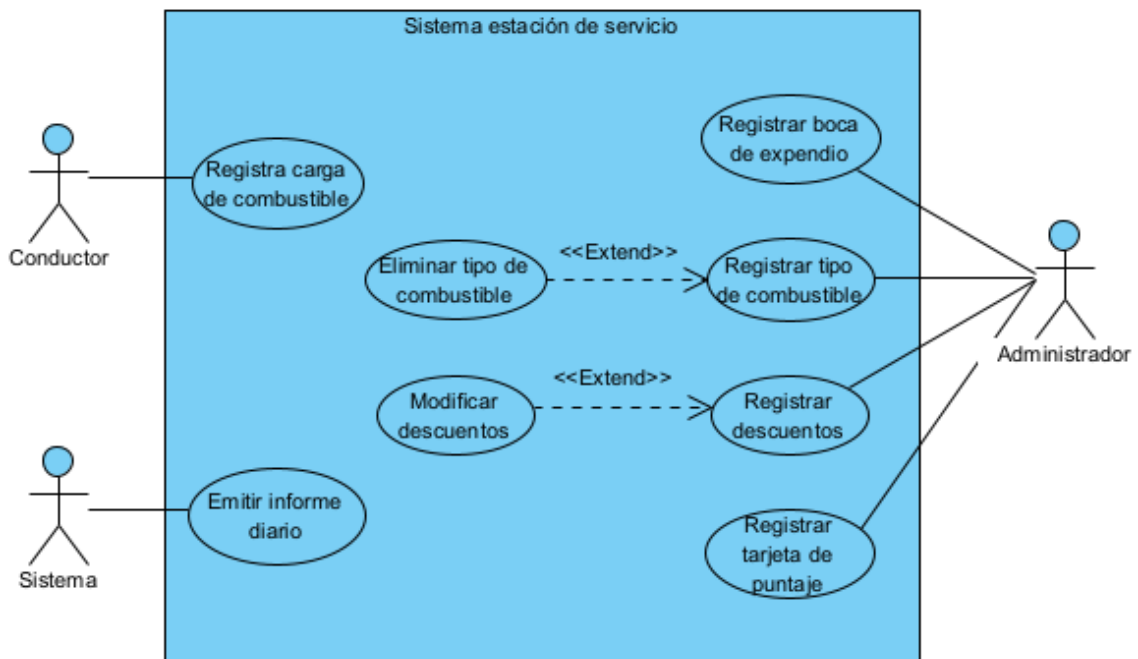 Sistema estación de servicio
Registrar boca
de expendio
Registra carga
de combustible
Conductor
<<Extend>>
Eliminar tipo de
combustible
Registrar tipo
de combustible
Administrador
<<Extend>>
Modificar
descuentos
Registrar
descuentos
Emitir informe
diario
Sistema
Registrar
tarjeta de
puntaje